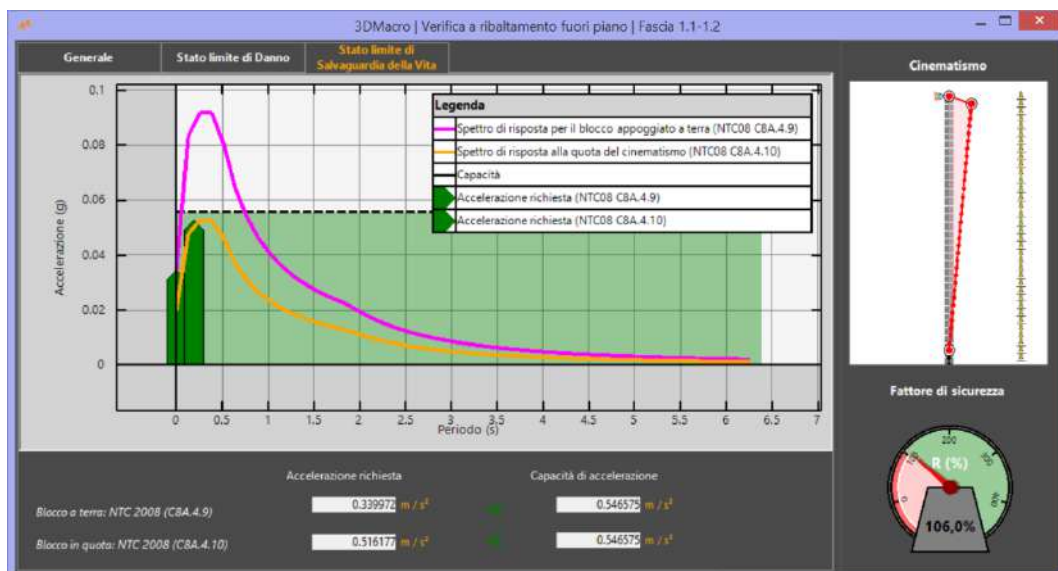 3DMacro | Verifica a ribaltamento fuori piano | Fascia 1.1-1.2
Generale
Stato limite di Danno
Stato limite di
Salvaguardia della Vita
Cinematismo
0.1
0.08
0.06
0.04
0.02
0
Accelerazione (g)
Legenda
Spettro di risposta per il blocco appoggiato a terra (NTC08 C8A.4.9)
Spettro di risposta alla quota del cinematismo (NTC08 C8A.4.10)
Capacità
Accelerazione richiesta (NTC08 C8A.4.9)
Accelerazione richiesta (NTC08 C8A.4.10)
0 0.5 1 1.5 2 2.5 3 3.5 4 4.5 5 5.5 6 6.5 7
Periodo (s)
Fattore di sicurezza
0 100 200 300 400
R (%)
106,0%
Accelerazione richiesta Capacità di accelerazione
Blocco a terra: NTC 2008 (C8A.4.9) 0.339972 m / s² 0.546575 m / s²
Blocco in quota: NTC 2008 (C8A.4.10) 0.516177 m / s² 0.546575 m / s²